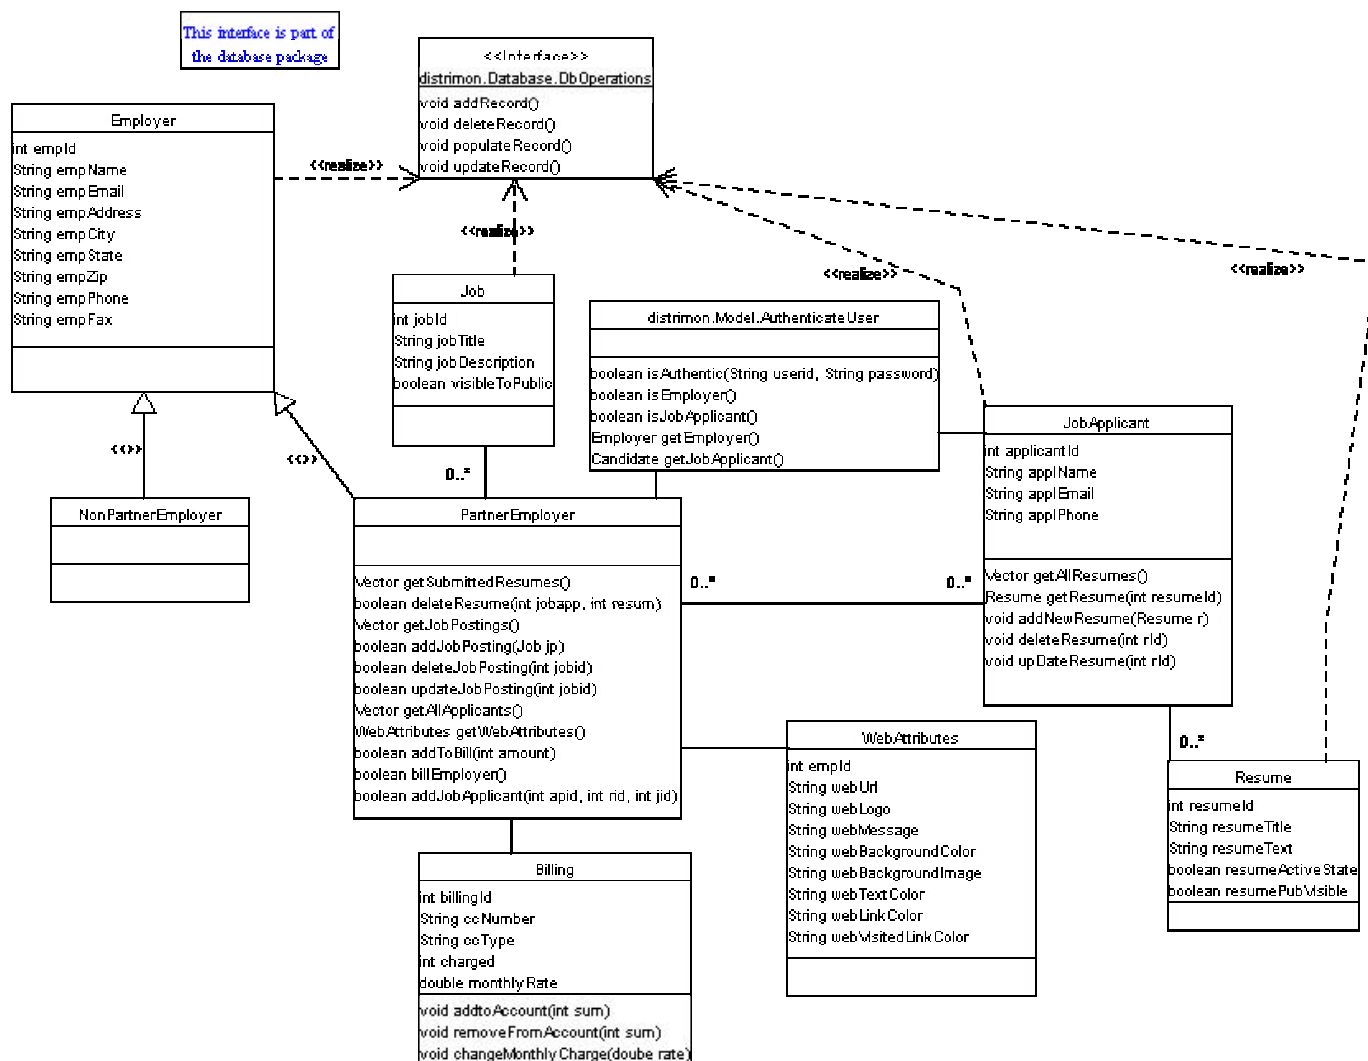 This interface is part of
the database package
<<Interface>>
distrimon.Database.DbOperations
void addRecord()
void deleteRecord()
void populateRecord()
void updateRecord()
Employer
int empId
String empName
String empEmail
String empAddress
String empCity
String empState
String empZip
String empPhone
String empFax
<<realize>>
<<realize>>
<<realize>>
<<realize>>
Job
int jobId
String jobTitle
String jobDescription
boolean visibleToPublic
distrimon.Model.AuthenticateUser
boolean isAuthentic(String userid, String password)
boolean isEmployer()
boolean isJobApplicant()
Employer getEmployer()
Candidate getJobApplicant()
JobApplicant
int applicantId
String applName
String applEmail
String applPhone
Vector getAllResumes()
Resume getResume(int resumeId)
void addNewResume(Resume r)
void deleteResume(int rId)
void upDateResume(int rId)
<<>>
<<>>
0..*
NonPartnerEmployer
PartnerEmployer
Vector getSubmittedResumes()
boolean deleteResume(int jobapp, int resum)
Vector getJobPostings()
boolean addJobPosting(Job jp)
boolean deleteJobPosting(int jobid)
boolean updateJobPosting(int jobid)
Vector getAllApplicants()
WebAttributes getWebAttributes()
boolean addToBill(int amount)
boolean billEmployer()
boolean addJobApplicant(int apid, int rid, int jid)
0..*
0..*
WebAttributes
int empId
String webUrl
String webLogo
String webMessage
String webBackgroundColor
String webBackgroundImage
String webTextColor
String webLinkColor
String webVisitedLinkColor
0..*
Resume
int resumeId
String resumeTitle
String resumeText
boolean resumeActiveState
boolean resumePubVisible
Billing
int billingId
String ccNumber
String ccType
int charged
double monthlyRate
void addtoAccount(int sum)
void removeFromAccount(int sum)
void changeMonthlyCharge(doube rate)